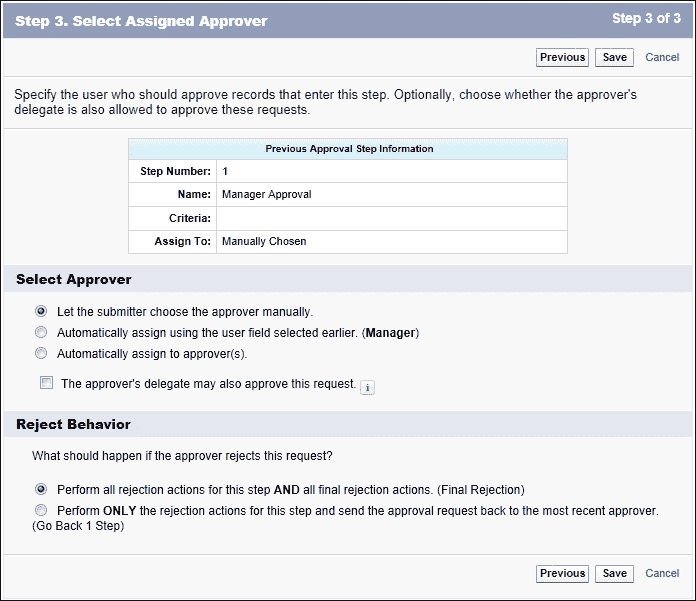 Step 3. Select Assigned Approver
Step 3 of 3
Previous Save Cancel
Specify the user who should approve records that enter this step. Optionally, choose whether the approver's
delegate is also allowed to approve these requests.
Previous Approval Step Information
Step Number: 1
Name: Manager Approval
Criteria:
Assign To: Manually Chosen
Select Approver
Let the submitter choose the approver manually.
Automatically assign using the user field selected earlier. (Manager)
Automatically assign to approver(s).
The approver's delegate may also approve this request. i
Reject Behavior
What should happen if the approver rejects this request?
Perform all rejection actions for this step AND all final rejection actions. (Final Rejection)
Perform ONLY the rejection actions for this step and send the approval request back to the most recent approver.
(Go Back 1 Step)
Previous Save Cancel